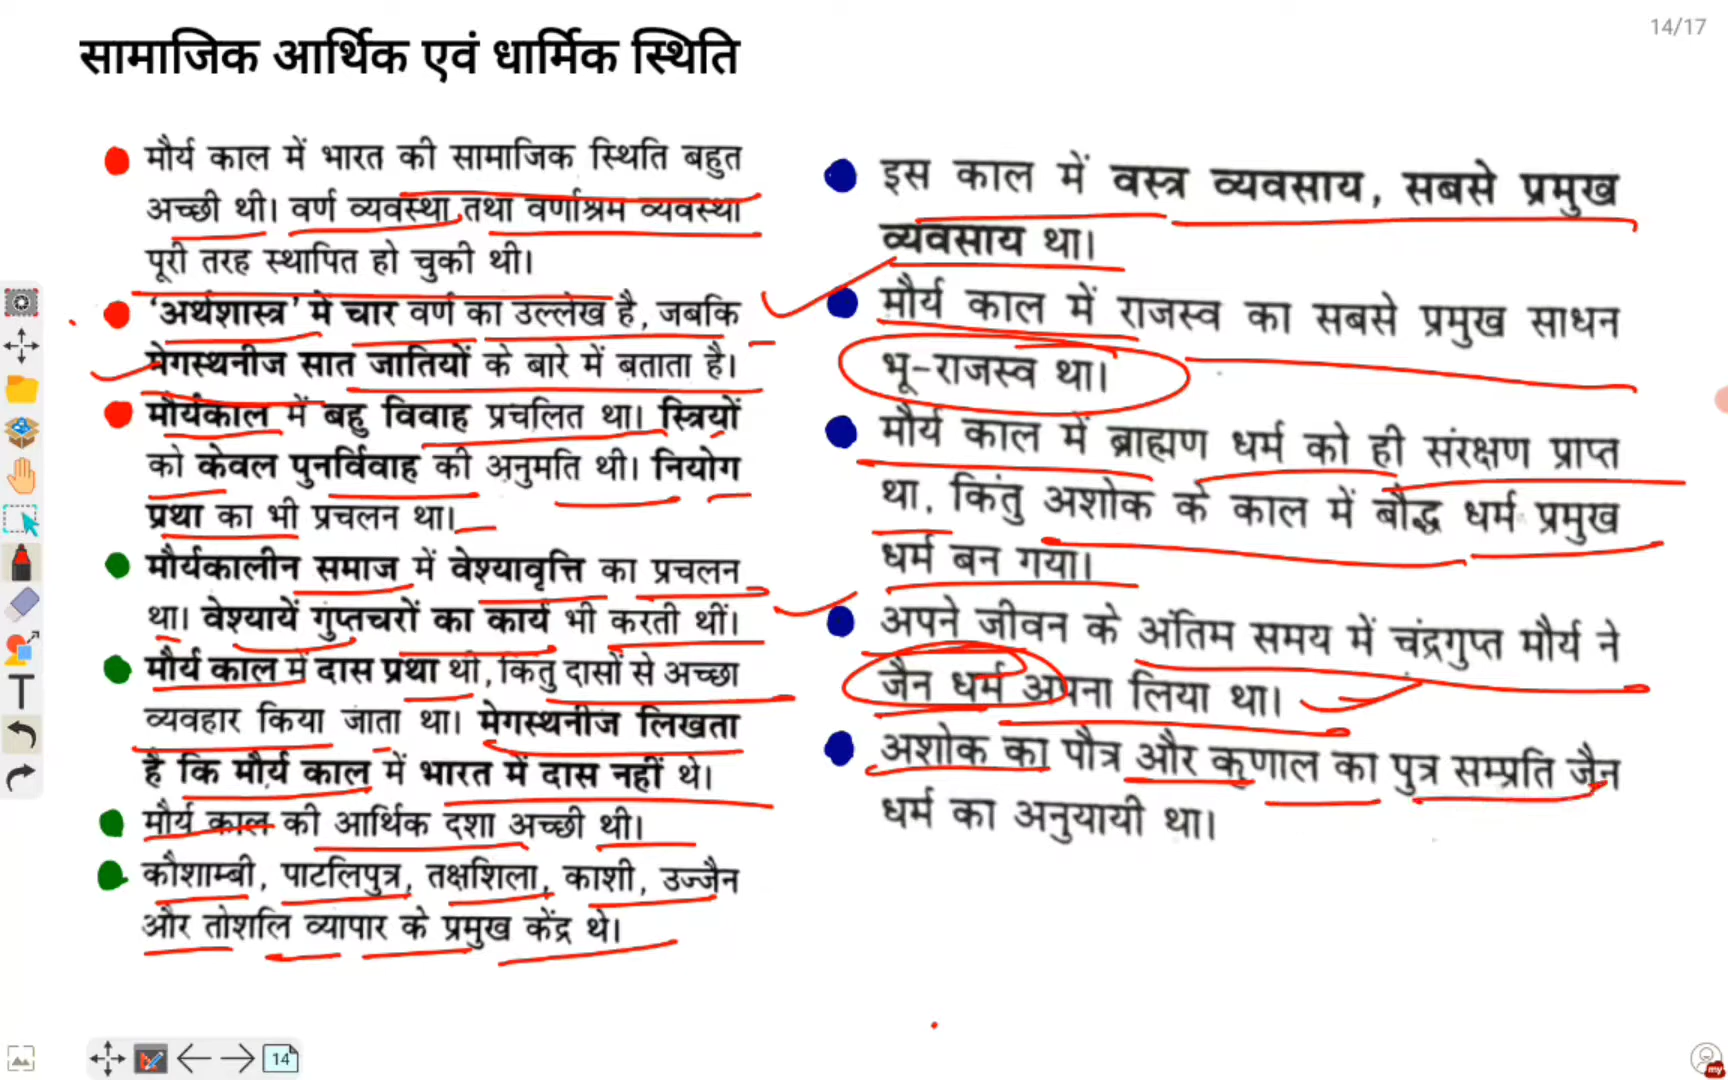 14/17
सामाजिक आर्थिक एवं धार्मिक स्थिति
मौर्य काल में भारत की सामाजिक स्थिति बहुत
अच्छी थी। वर्ण व्यवस्था तथा वर्णाश्रम व्यवस्था
पूरी तरह स्थापित हो चुकी थी।
'अर्थशास्त्र' में चार वर्ण का उल्लेख है, जबकि
मेगस्थनीज सात जातियों के बारे में बताता है।
मौर्यकाल में बहु विवाह प्रचलित था। स्त्रियों
को केवल पुनर्विवाह की अनुमति थी। नियोग
प्रथा का भी प्रचलन था।
मौर्यकालीन समाज में वेश्यावृत्ति का प्रचलन
था। वेश्यायें गुप्तचरों का कार्य भी करती थीं।
मौर्य काल में दास प्रथा थी, किंतु दासों से अच्छा
व्यवहार किया जाता था। मेगस्थनीज लिखता
है कि मौर्य काल में भारत में दास नहीं थे।
मौर्य काल की आर्थिक दशा अच्छी थी।
कौशाम्बी, पाटलिपुत्र, तक्षशिला, काशी, उज्जैन
और तोशलि व्यापार के प्रमुख केंद्र थे।
इस काल में वस्त्र व्यवसाय, सबसे प्रमुख
व्यवसाय था।
मौर्य काल में राजस्व का सबसे प्रमुख साधन
भू-राजस्व था।
मौर्य काल में ब्राह्मण धर्म को ही संरक्षण प्राप्त
था, किंतु अशोक के काल में बौद्ध धर्म प्रमुख
धर्म बन गया।
अपने जीवन के अंतिम समय में चंद्रगुप्त मौर्य ने
जैन धर्म अपना लिया था।
अशोक का पौत्र और कुणाल का पुत्र सम्प्रति जैन
धर्म का अनुयायी था।
T
14
my